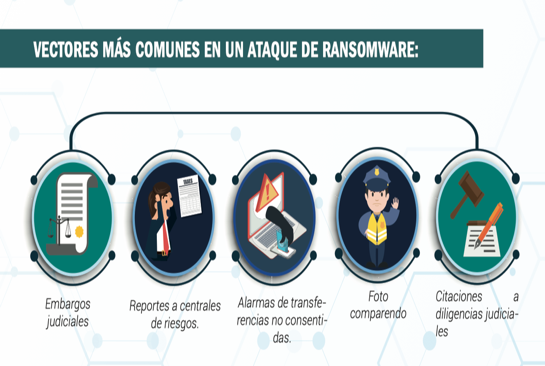 VECTORES MÁS COMUNES EN UN ATAQUE DE RANSOMWARE:
Embargos
judiciales
Reportes a centrales
de riesgos.
Alarmas de transfe-
rencias no consenti-
das.
Foto
comparendo
Citaciones a
diligencias judicia-
les